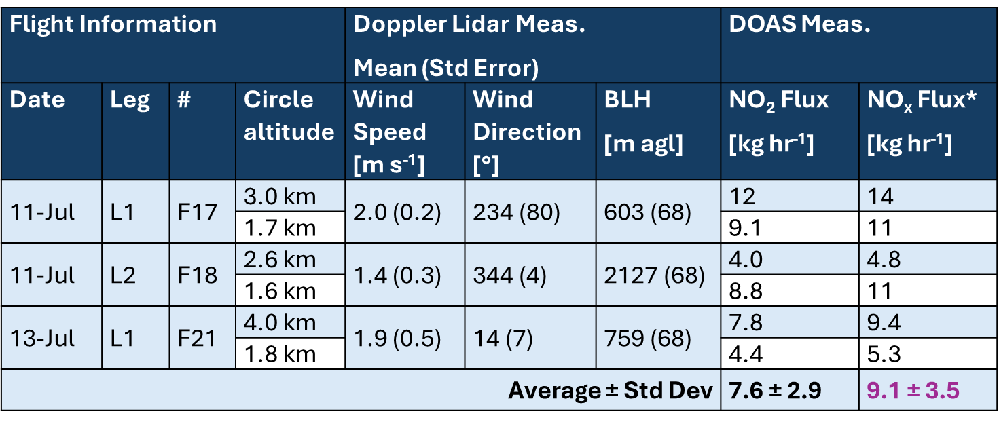 Flight Information
Doppler Lidar Meas.
Mean (Std Error)
DOAS Meas.
Date
Leg
#
Circle
altitude
Wind
Speed
[m s⁻¹]
Wind
Direction
[°]
BLH
[m agl]
NO₂ Flux
[kg hr⁻¹]
NOₓ Flux*
[kg hr⁻¹]
11-Jul
L1
F17
3.0 km
1.7 km
2.0 (0.2)
234 (80)
603 (68)
12
14
9.1
11
11-Jul
L2
F18
2.6 km
1.6 km
1.4 (0.3)
344 (4)
2127 (68)
4.0
4.8
8.8
11
13-Jul
L1
F21
4.0 km
1.8 km
1.9 (0.5)
14 (7)
759 (68)
7.8
9.4
4.4
5.3
Average ± Std Dev
7.6 ± 2.9
9.1 ± 3.5